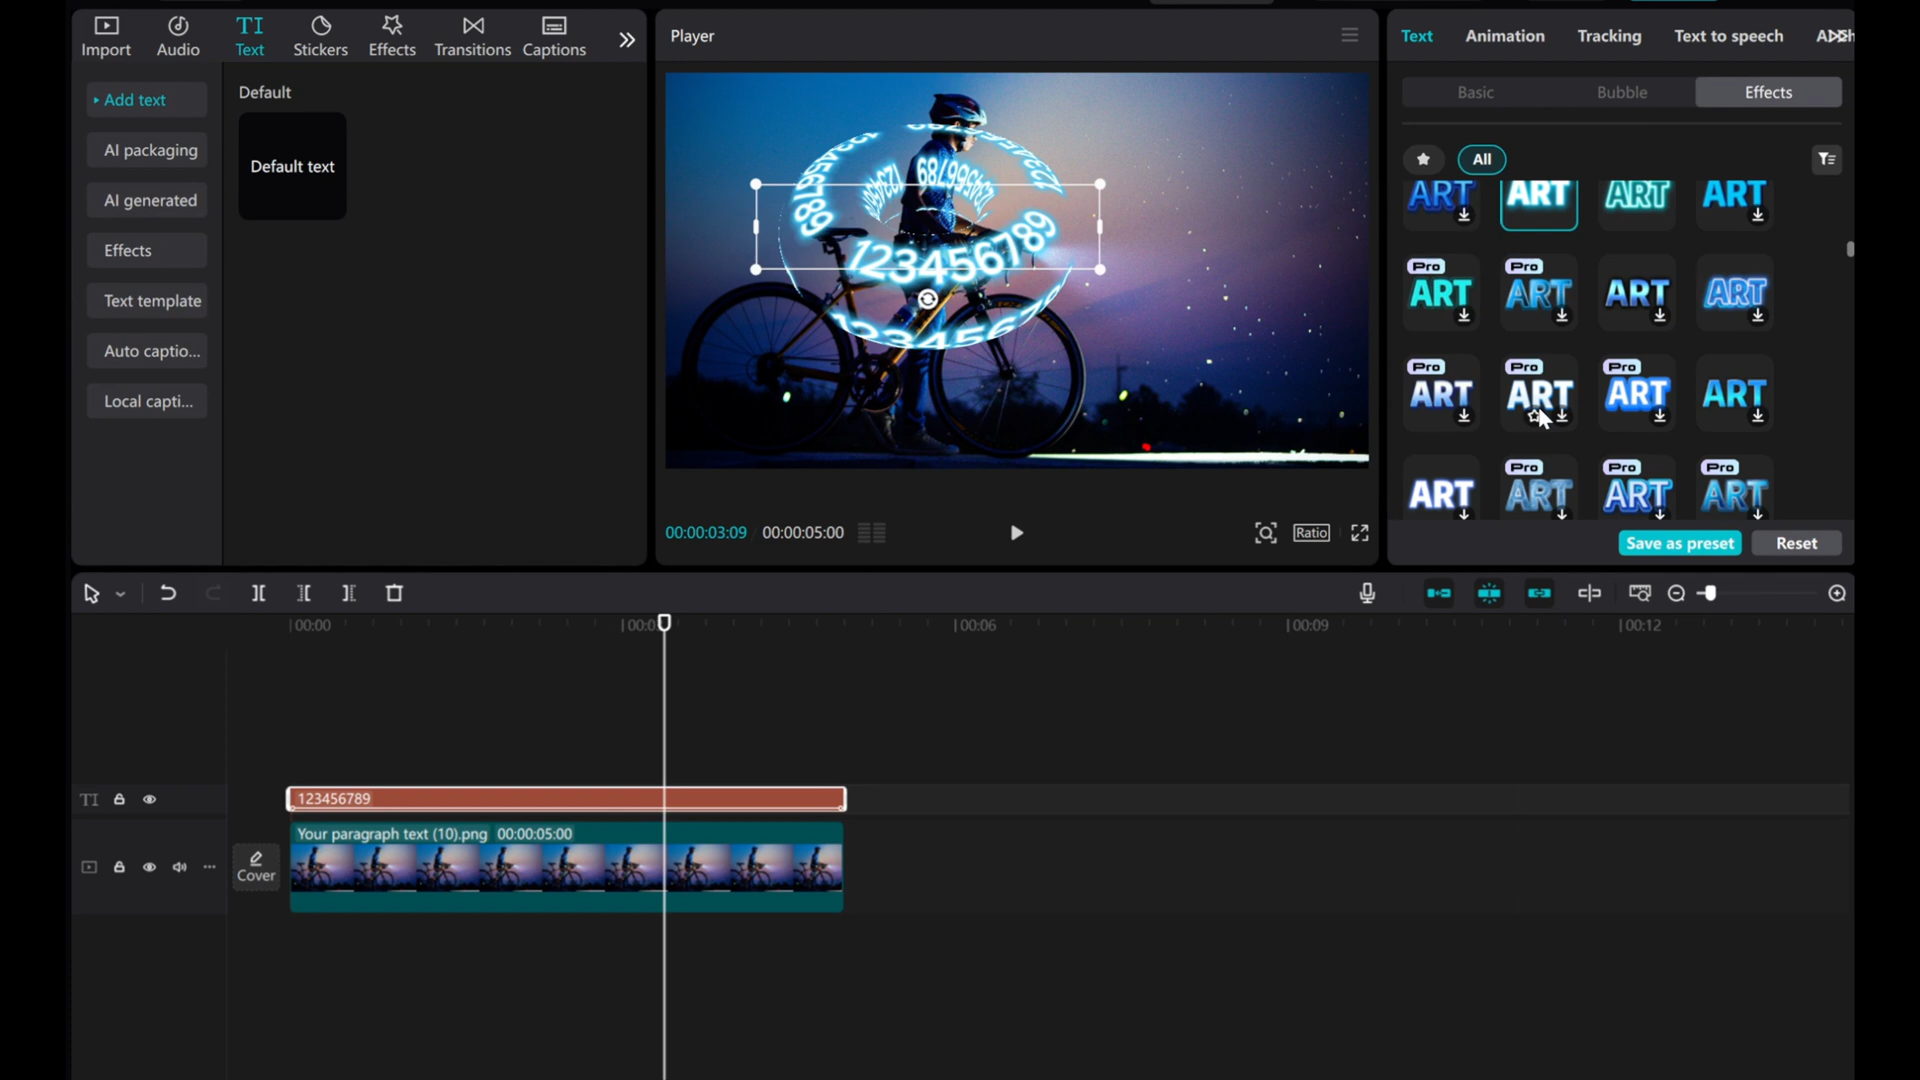 Import
Audio
TI
Text
Stickers
Effects
Transitions
Captions
Add text
AI packaging
AI generated
Effects
Text template
Auto captio...
Local capti...
Default
Default text
Player
123456789
00:00:03:09
00:00:05:00
Ratio
Text
Animation
Tracking
Text to speech
Basic
Bubble
Effects
All
ART
ART
ART
ART
Pro
Pro
ART
ART
ART
ART
Pro
Pro
Pro
ART
ART
ART
ART
Pro
Pro
Pro
ART
ART
ART
ART
Save as preset
Reset
00:00
00:06
00:09
00:12
TI
123456789
Your paragraph text (10).png 00:00:05:00
Cover